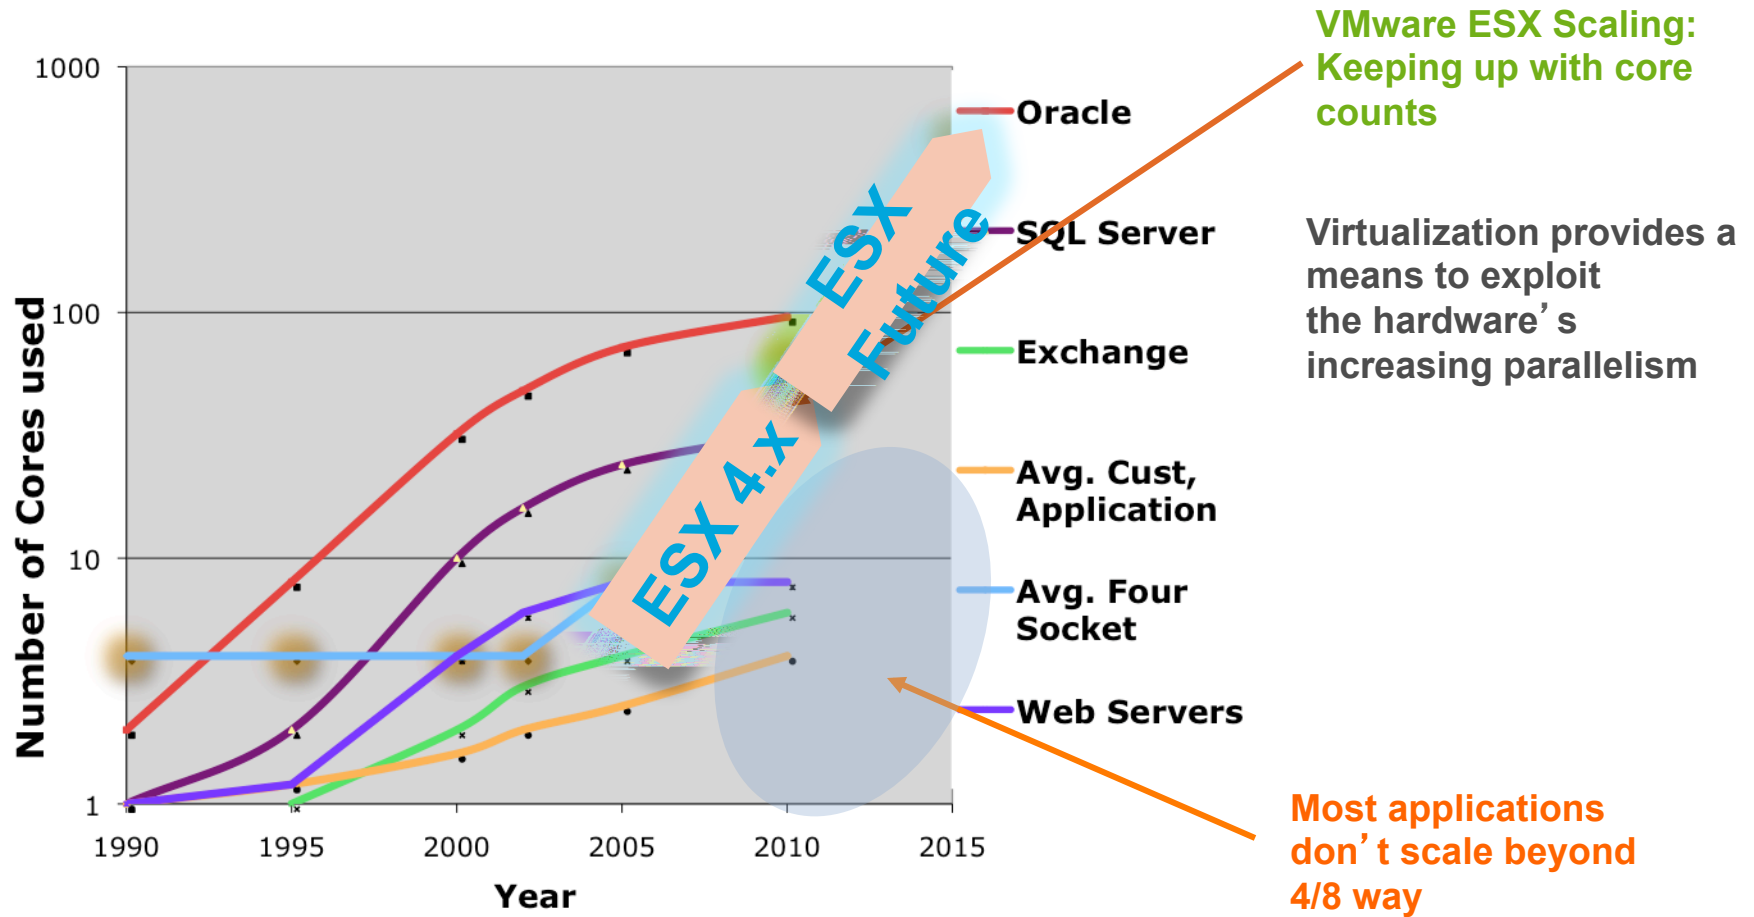 VMware ESX Scaling:
Keeping up with core
counts
Virtualization provides a
means to exploit
the hardware's
increasing parallelism
Most applications
don't scale beyond
4/8 way
Number of Cores used
1000
100
10
1
1990
1995
2000
2005
2010
2015
Year
ESX 4.x
ESX
Future
Oracle
SQL Server
Exchange
Avg. Cust,
Application
Avg. Four
Socket
Web Servers